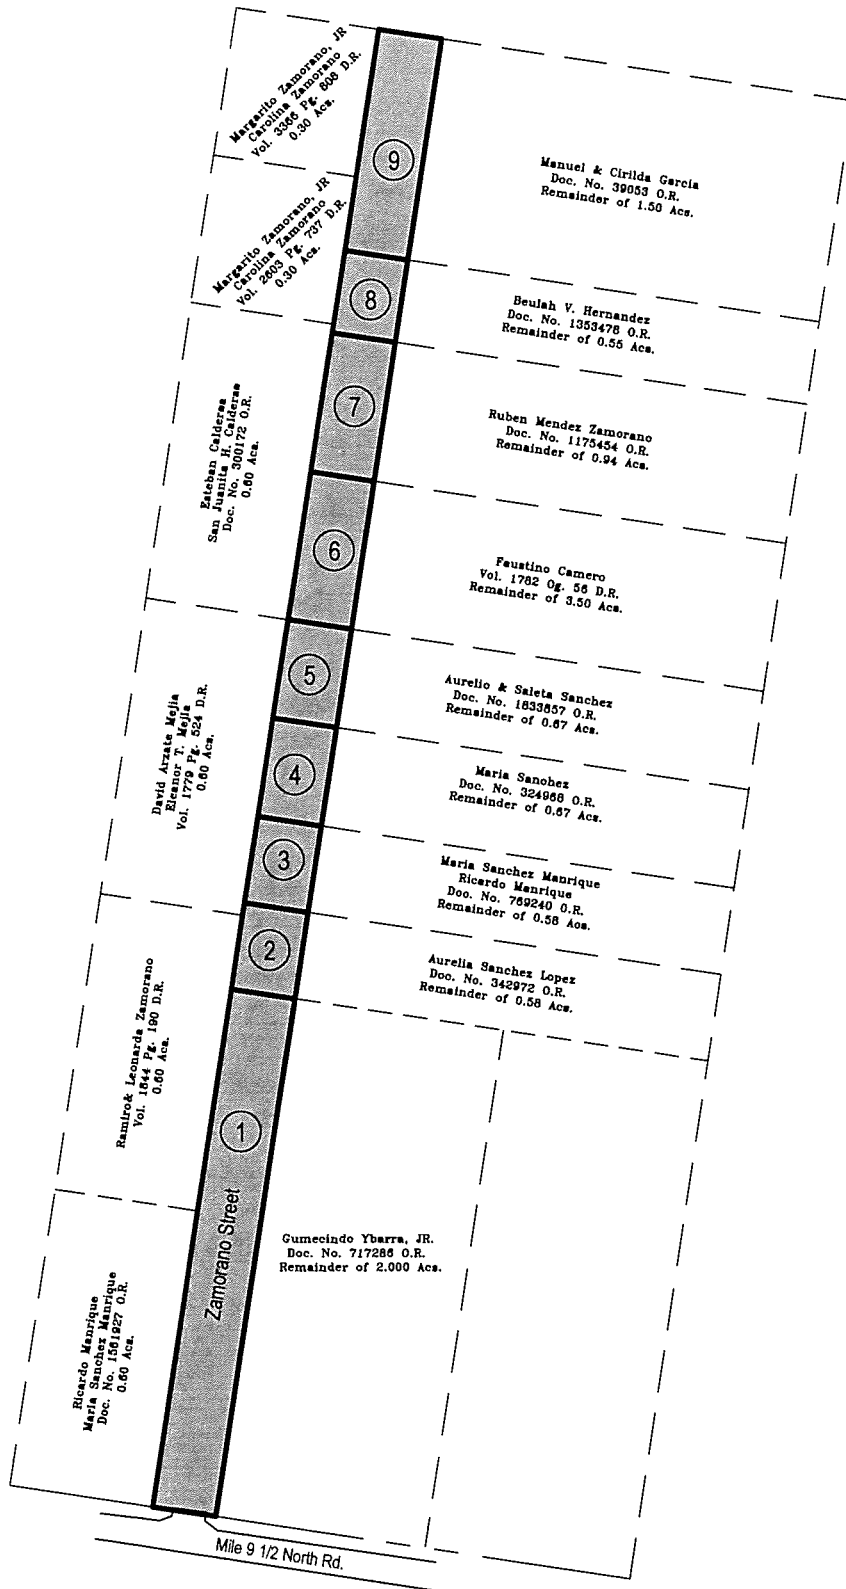 Margarito Zamorano, JR
Carolina Zamorano
Vol. 3366 Pg. 608 D.R.
0.30 Acs.
9
Manuel & Cirilda Garcia
Doc. No. 39053 O.R.
Remainder of 1.50 Acs.
Margarito Zamorano, JR
Carolina Zamorano
Vol. 2603 Pg. 737 D.R.
0.30 Acs.
8
Beulah V. Hernandez
Doc. No. 1353478 O.R.
Remainder of 0.55 Acs.
7
Ruben Mendez Zamorano
Doc. No. 1175454 O.R.
Remainder of 0.94 Acs.
Esteban Calderas
San Juanita H. Calderas
Doc. No. 300172 O.R.
0.60 Acs.
6
Faustino Camero
Vol. 1782 Og. 56 D.R.
Remainder of 3.50 Acs.
5
Aurelio & Saleta Sanchez
Doc. No. 1833857 O.R.
Remainder of 0.67 Acs.
David Arzate Mejia
Eleanor T. Mejia
Vol. 1779 Pg. 524 D.R.
0.60 Acs.
4
Maria Sanchez
Doc. No. 324968 O.R.
Remainder of 0.67 Acs.
3
Maria Sanchez Manrique
Ricardo Manrique
Doc. No. 769240 O.R.
Remainder of 0.58 Acs.
2
Aurelia Sanchez Lopez
Doc. No. 342972 O.R.
Remainder of 0.58 Acs.
Ramiro & Leonarda Zamorano
Vol. 1844 Pg. 190 D.R.
0.60 Acs.
1
Zamorano Street
Gumecindo Ybarra, JR.
Doc. No. 717286 O.R.
Remainder of 2.000 Acs.
Ricardo Manrique
Maria Sanchez Manrique
Doc. No. 1561927 O.R.
0.60 Acs.
Mile 9 1/2 North Rd.